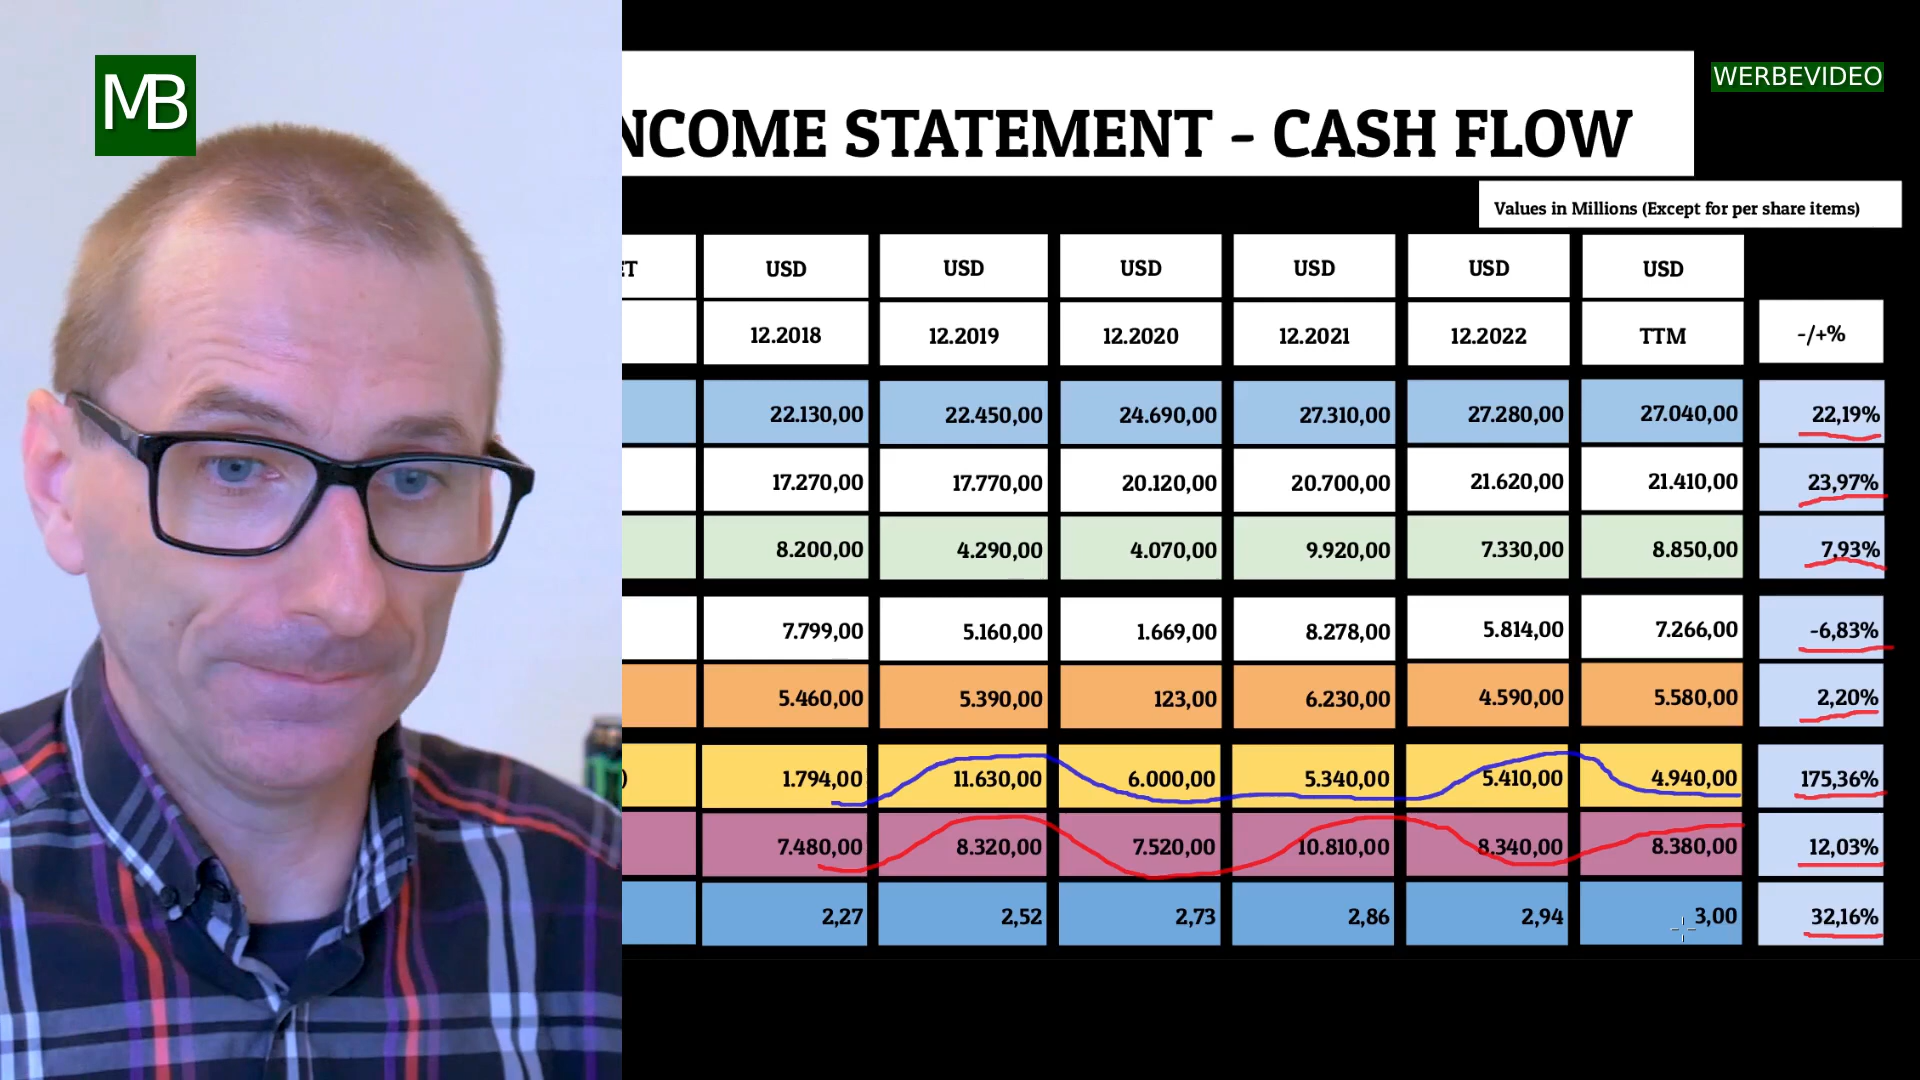 MB
WERBEVIDEO
NCOME STATEMENT - CASH FLOW
Values in Millions (Except for per share items)
ET USD USD USD USD USD USD
12.2018 12.2019 12.2020 12.2021 12.2022 TTM -/+%
22.130,00 22.450,00 24.690,00 27.310,00 27.280,00 27.040,00 22,19%
17.270,00 17.770,00 20.120,00 20.700,00 21.620,00 21.410,00 23,97%
8.200,00 4.290,00 4.070,00 9.920,00 7.330,00 8.850,00 7,93%
7.799,00 5.160,00 1.669,00 8.278,00 5.814,00 7.266,00 -6,83%
5.460,00 5.390,00 123,00 6.230,00 4.590,00 5.580,00 2,20%
) 1.794,00 11.630,00 6.000,00 5.340,00 5.410,00 4.940,00 175,36%
7.480,00 8.320,00 7.520,00 10.810,00 8.340,00 8.380,00 12,03%
2,27 2,52 2,73 2,86 2,94 3,00 32,16%